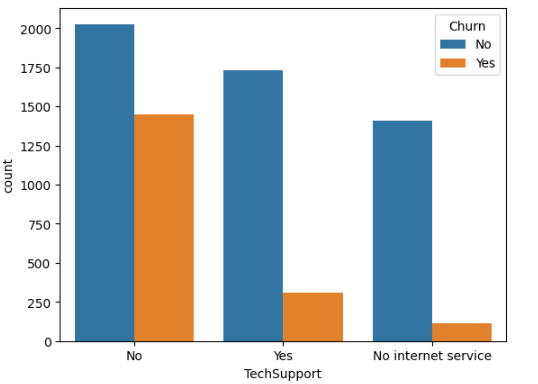 Churn
No
Yes
2000
1750
1500
1250
1000
750
500
250
0
count
No Yes No internet service
TechSupport